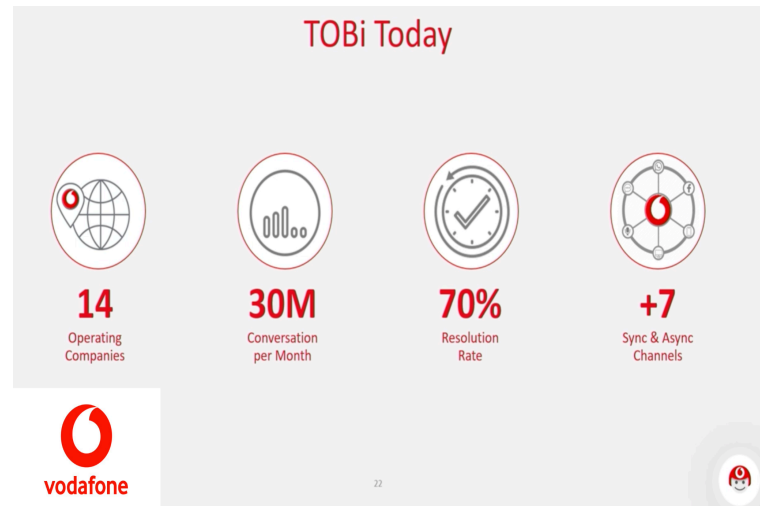 TOBi Today
14
Operating
Companies
30M
Conversation
per Month
70%
Resolution
Rate
+7
Sync & Async
Channels
vodafone
22